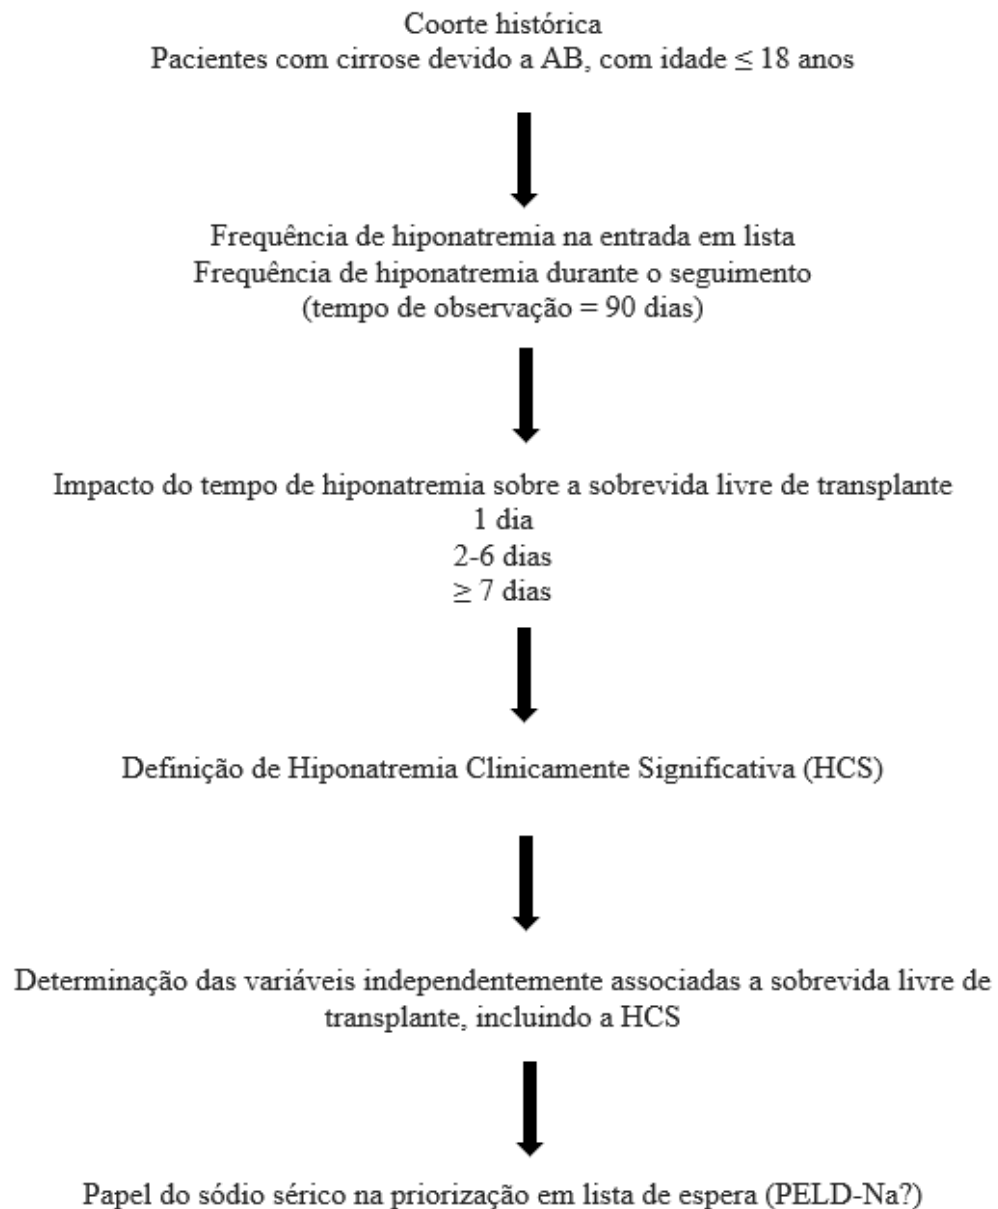 Coorte histórica
Pacientes com cirrose devido a AB, com idade ≤ 18 anos
Frequência de hiponatremia na entrada em lista
Frequência de hiponatremia durante o seguimento
(tempo de observação = 90 dias)
Impacto do tempo de hiponatremia sobre a sobrevida livre de transplante
1 dia
2-6 dias
≥ 7 dias
Definição de Hiponatremia Clinicamente Significativa (HCS)
Determinação das variáveis independentemente associadas a sobrevida livre de
transplante, incluindo a HCS
Papel do sódio sérico na priorização em lista de espera (PELD-Na?)